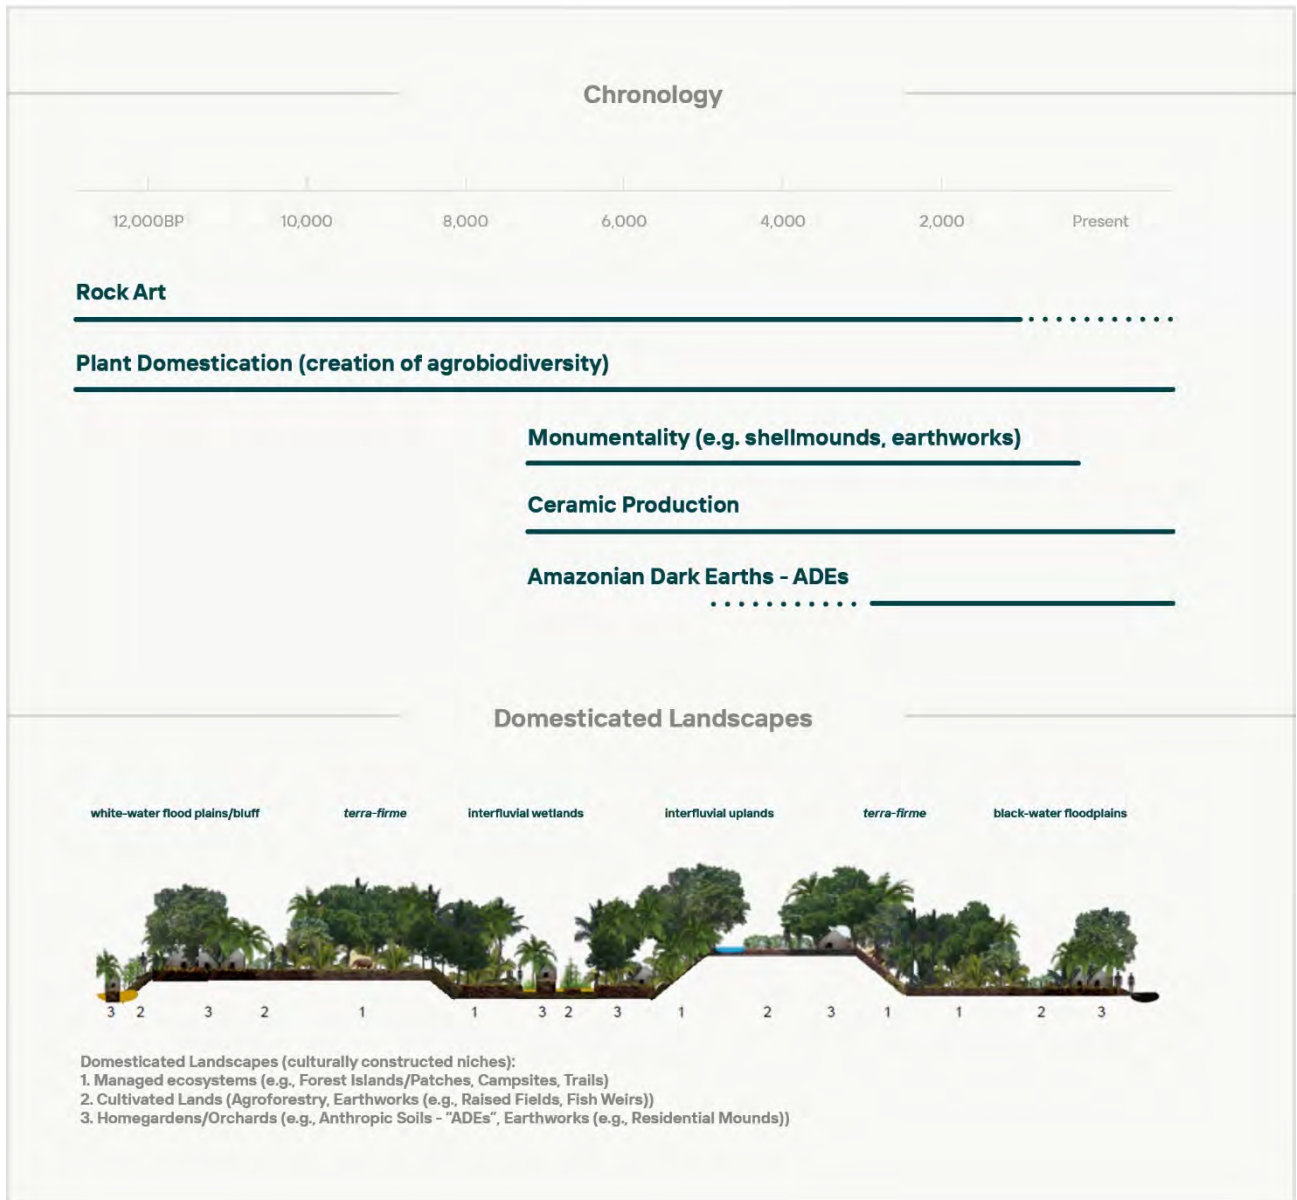 Chronology
12,000BP 10,000 8,000 6,000 4,000 2,000 Present
Rock Art
Plant Domestication (creation of agrobiodiversity)
Monumentality (e.g. shellmounds, earthworks)
Ceramic Production
Amazonian Dark Earths - ADEs
Domesticated Landscapes
white-water flood plains/bluff terra-firme interfluvial wetlands interfluvial uplands terra-firme black-water floodplains
3 2 3 2 1 1 3 2 3 1 2 3 1 1 2 3
Domesticated Landscapes (culturally constructed niches):
1. Managed ecosystems (e.g., Forest Islands/Patches, Campsites, Trails)
2. Cultivated Lands (Agroforestry, Earthworks (e.g., Raised Fields, Fish Weirs))
3. Homegardens/Orchards (e.g., Anthropic Soils - "ADEs", Earthworks (e.g., Residential Mounds))